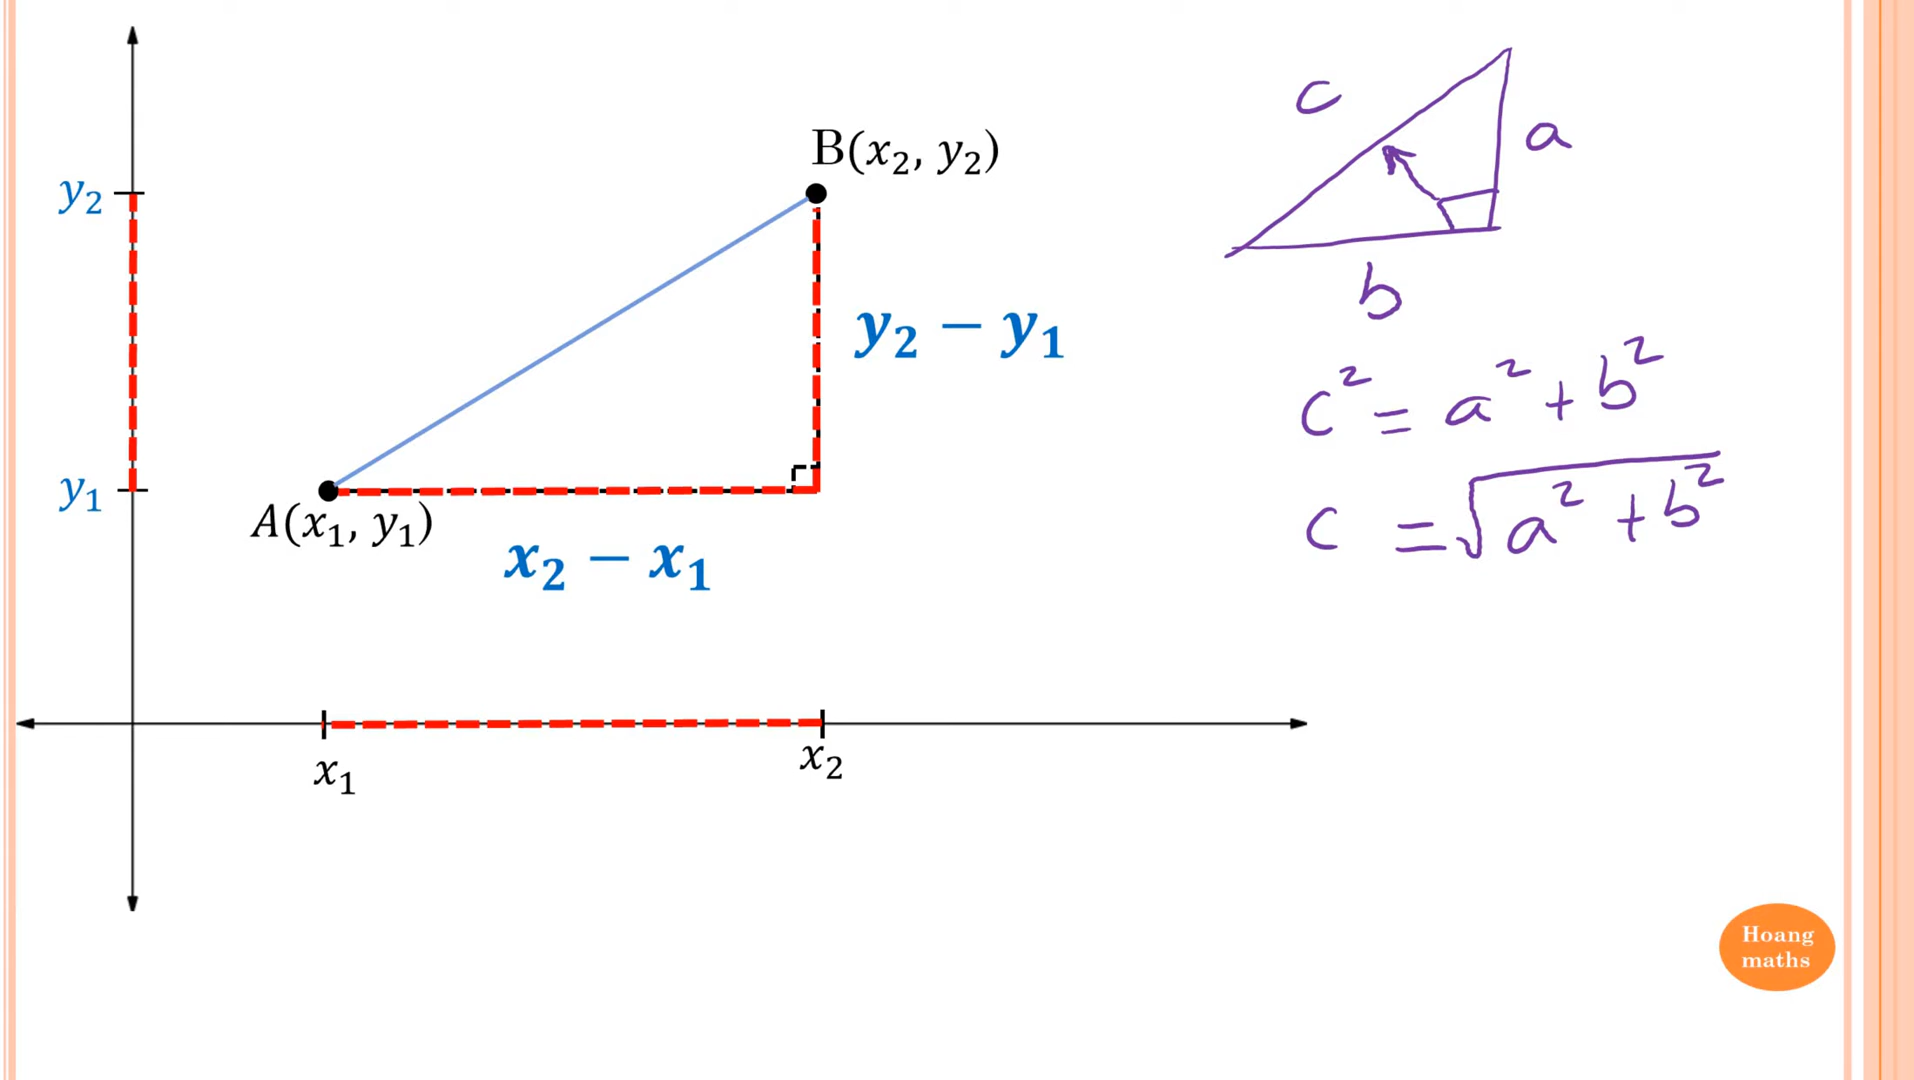 B(x₂, y₂)
y₂
y₂ − y₁
y₁
A(x₁, y₁)
x₂ − x₁
x₁
x₂
c
a
b
c² = a² + b²
c = √(a² + b²)
Hoang
maths